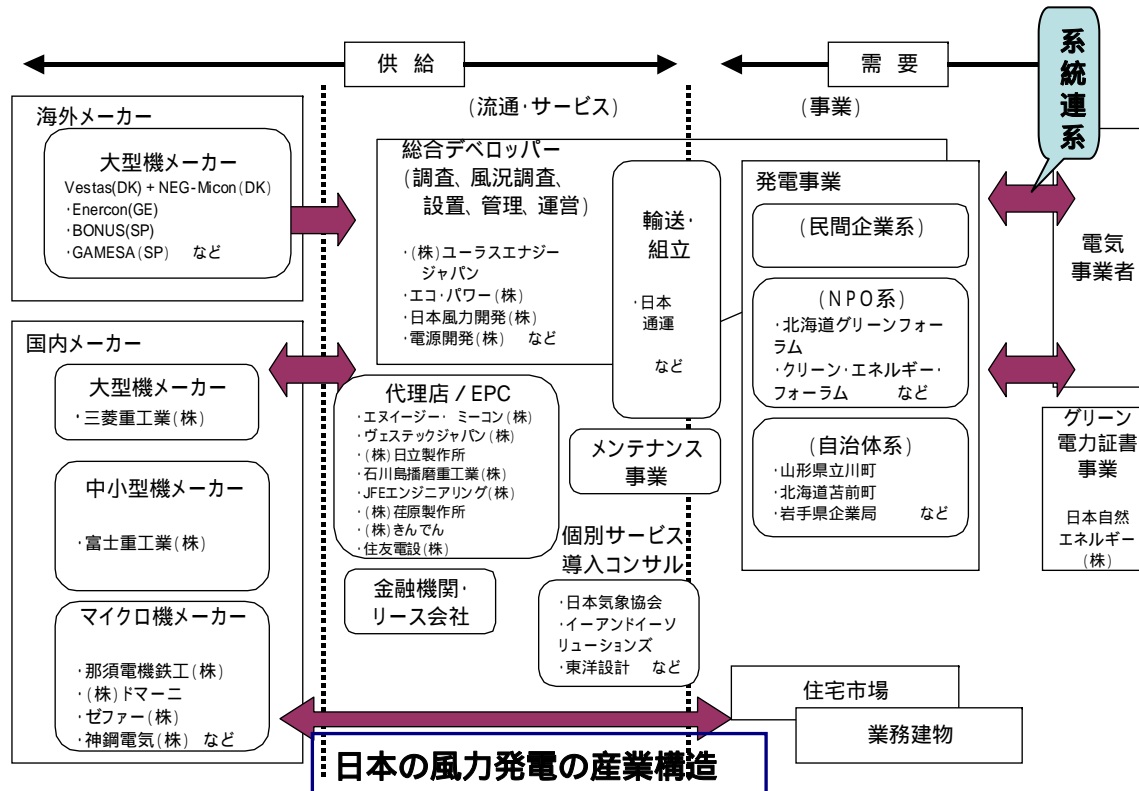 供 給
需 要
系統連系
(流通・サービス)
(事業)
海外メーカー
大型機メーカー
Vestas(DK) + NEG-Micon(DK)
・Enercon(GE)
・BONUS(SP)
・GAMESA(SP) など
国内メーカー
大型機メーカー
・三菱重工業(株)
中小型機メーカー
・富士重工業(株)
マイクロ機メーカー
・那須電機鉄工(株)
・(株)ドマーニ
・ゼファー(株)
・神鋼電気(株) など
総合デベロッパー
(調査、風況調査、
設置、管理、運営)
・(株)ユーラスエナジー
ジャパン
・エコ・パワー(株)
・日本風力開発(株)
・電源開発(株) など
代理店 / EPC
・エヌイージー・ ミーコン(株)
・ヴェステックジャパン(株)
・(株)日立製作所
・石川島播磨重工業(株)
・JFEエンジニアリング(株)
・(株)荏原製作所
・(株)きんでん
・住友電設(株)
金融機関・
リース会社
輸送・
組立
・日本
通運
など
メンテナンス
事業
個別サービス・
導入コンサル
・日本気象協会
・イーアンドイーソ
リューションズ
・東洋設計 など
発電事業
(民間企業系)
(NPO系)
・北海道グリーンフォー
ラム
・クリーン・エネルギー・
フォーラム など
(自治体系)
・山形県立川町
・北海道苫前町
・岩手県企業局 など
電気
事業者
グリーン
電力証書
事業
日本自然
エネルギー
(株)
住宅市場
業務建物
日本の風力発電の産業構造